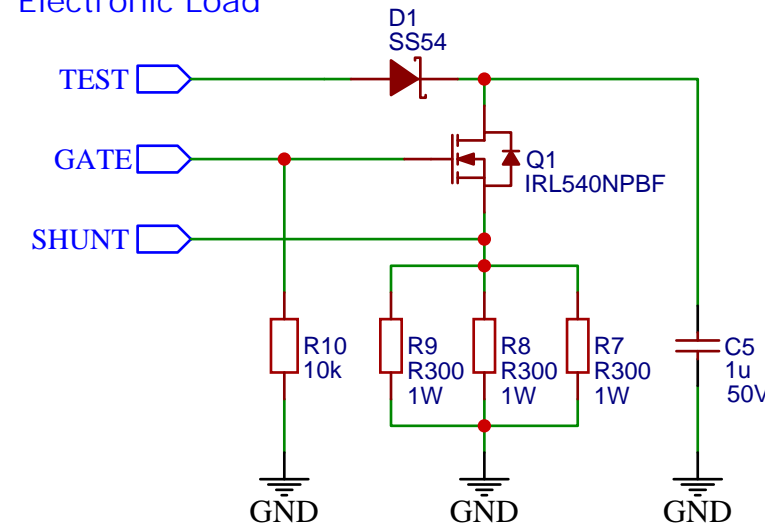 Electronic Load
D1
SS54
TEST
GATE
Q1
IRL540NPBF
SHUNT
R10
10k
R9
R300
1W
R8
R300
1W
R7
R300
1W
C5
1u
50V
GND
GND
GND